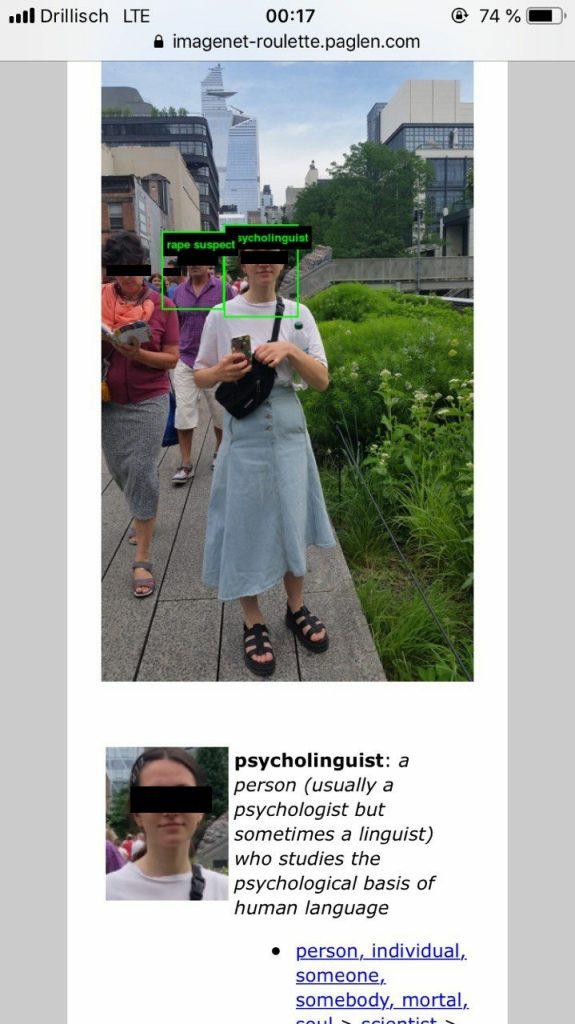 Drillisch LTE 00:17 74 %
imagenet-roulette.paglen.com
rape suspect
sycholinguist
psycholinguist: a
person (usually a
psychologist but
sometimes a linguist)
who studies the
psychological basis of
human language
• person, individual,
someone,
somebody, mortal,
soul > scientist >